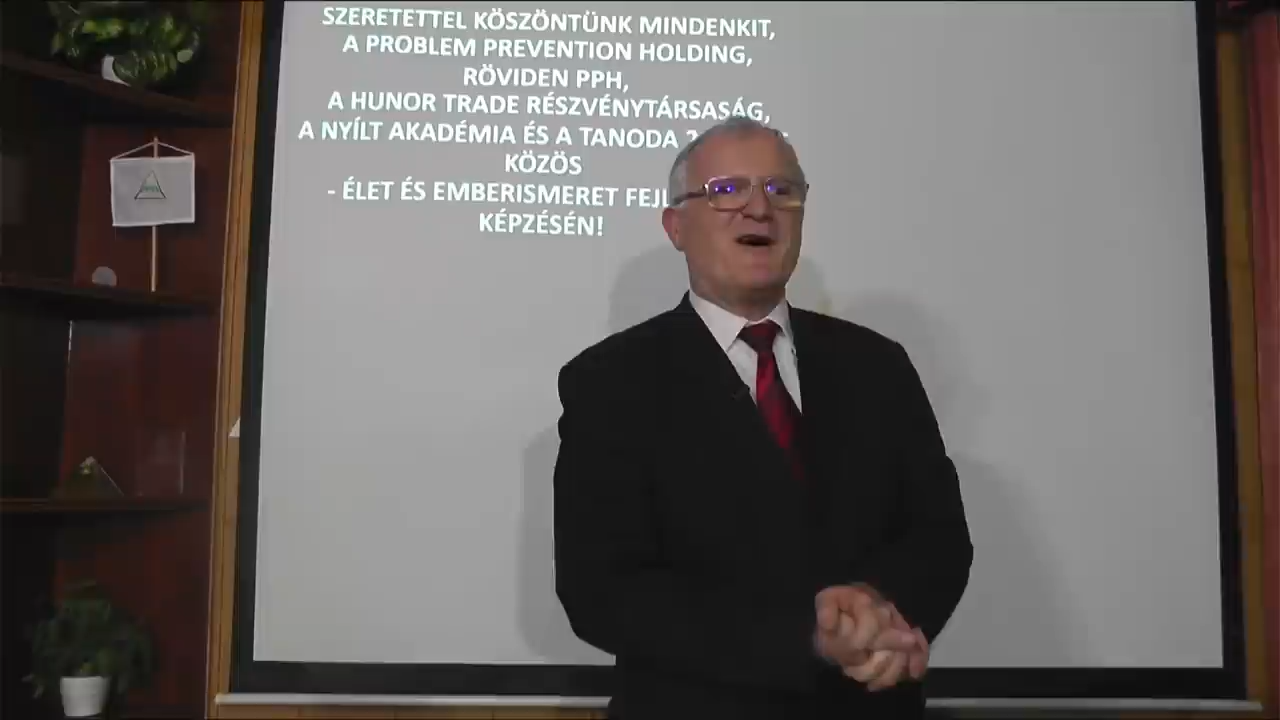 SZERETETTEL KÖSZÖNTÜNK MINDENKIT,
A PROBLEM PREVENTION HOLDING,
RÖVIDEN PPH,
A HUNOR TRADE RÉSZVÉNYTÁRSASÁG,
A NYÍLT AKADÉMIA ÉS A TANODA
KÖZÖS
- ÉLET ÉS EMBERISMERET
KÉPZÉSÉN!